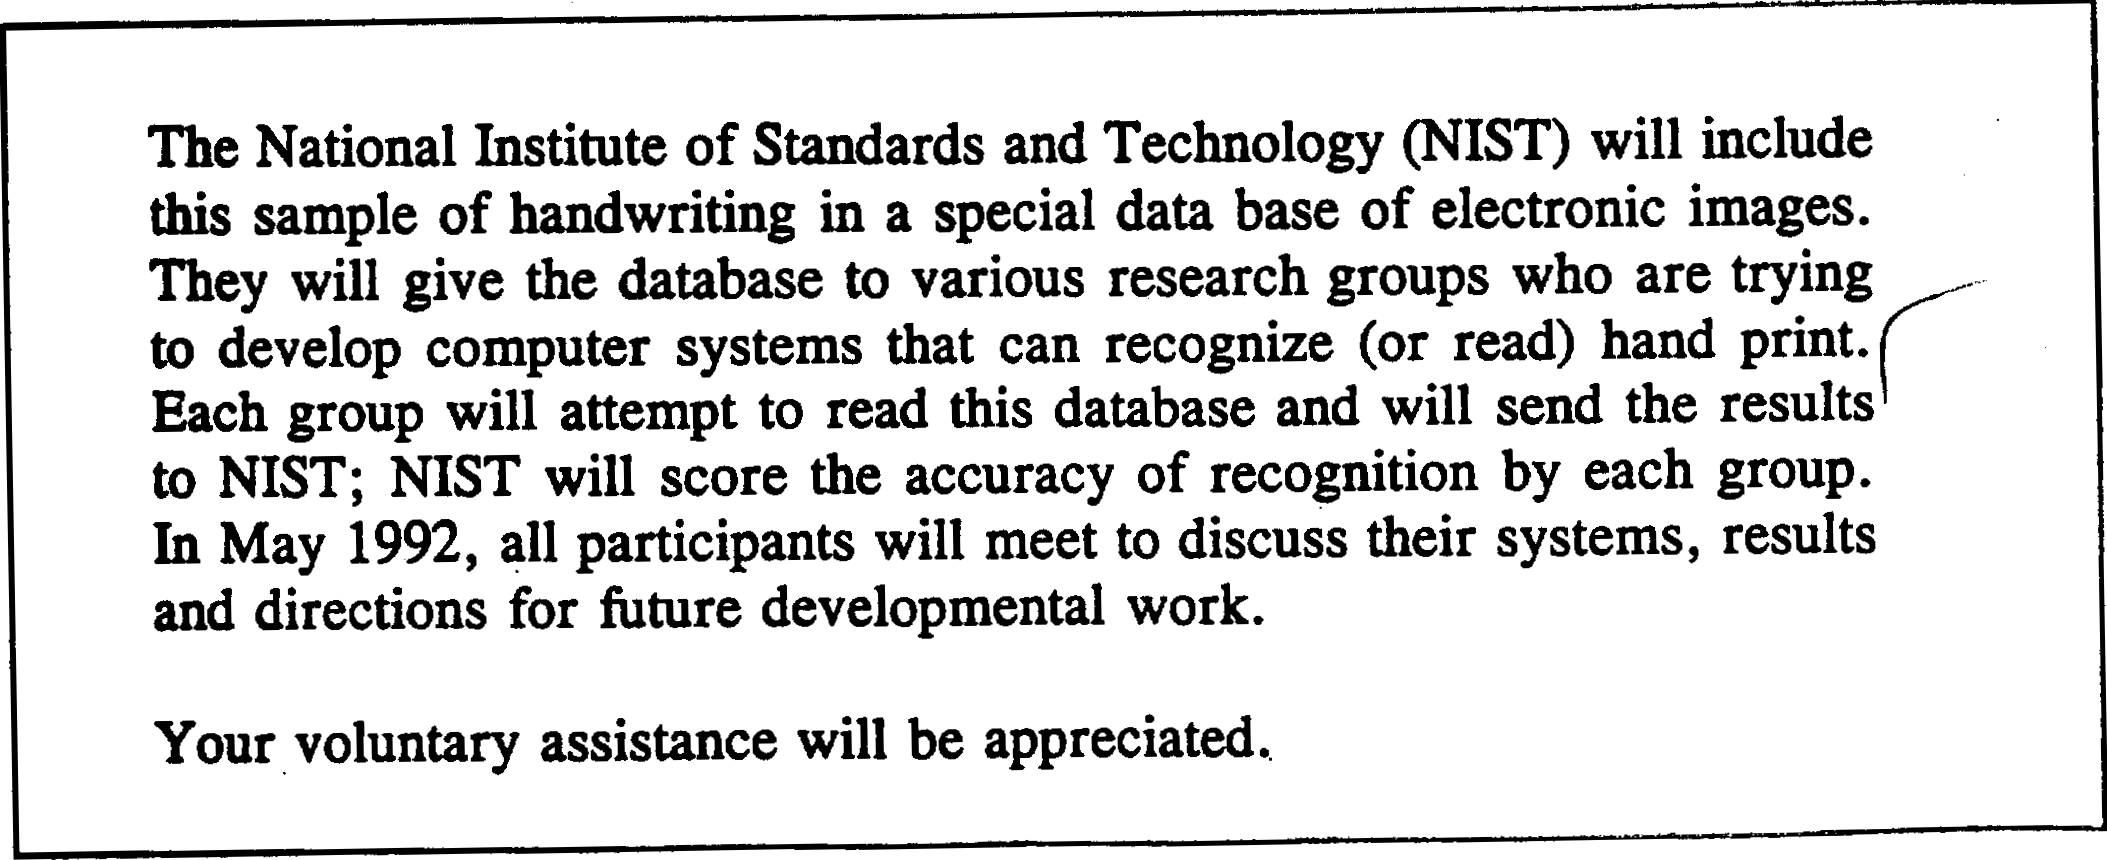 The National Institute of Standards and Technology (NIST) will include
this sample of handwriting in a special data base of electronic images.
They will give the database to various research groups who are trying
to develop computer systems that can recognize (or read) hand print.
Each group will attempt to read this database and will send the results
to NIST; NIST will score the accuracy of recognition by each group.
In May 1992, all participants will meet to discuss their systems, results
and directions for future developmental work.
Your voluntary assistance will be appreciated.